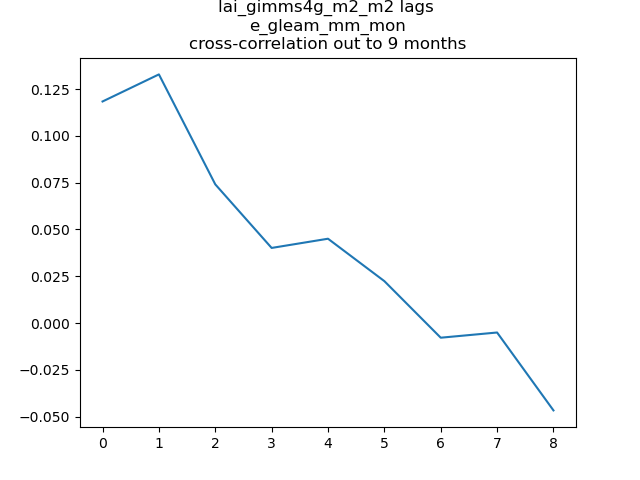 lai_gimms4g_m2_m2 lags
e_gleam_mm_mon
cross-correlation out to 9 months
0.125
0.100
0.075
0.050
0.025
0.000
−0.025
−0.050
0 1 2 3 4 5 6 7 8